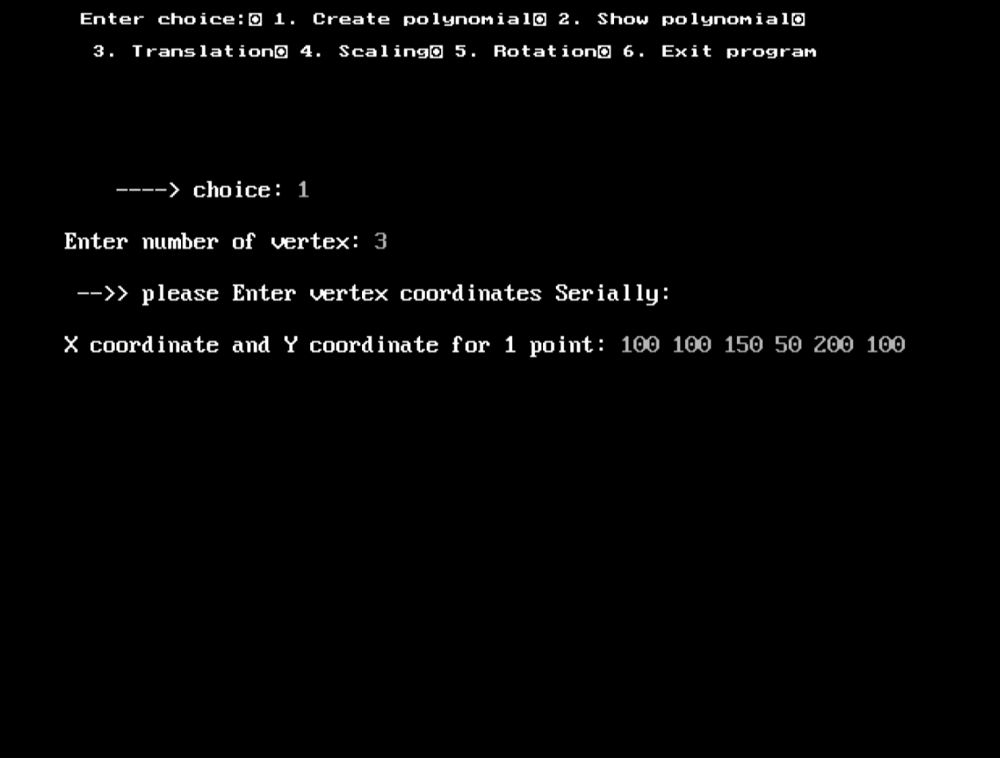 Enter choice:◙ 1. Create polynomial◙ 2. Show polynomial◙
3. Translation◙ 4. Scaling◙ 5. Rotation◙ 6. Exit program
----> choice: 1
Enter number of vertex: 3
-->> please Enter vertex coordinates Serially:
X coordinate and Y coordinate for 1 point: 100 100 150 50 200 100